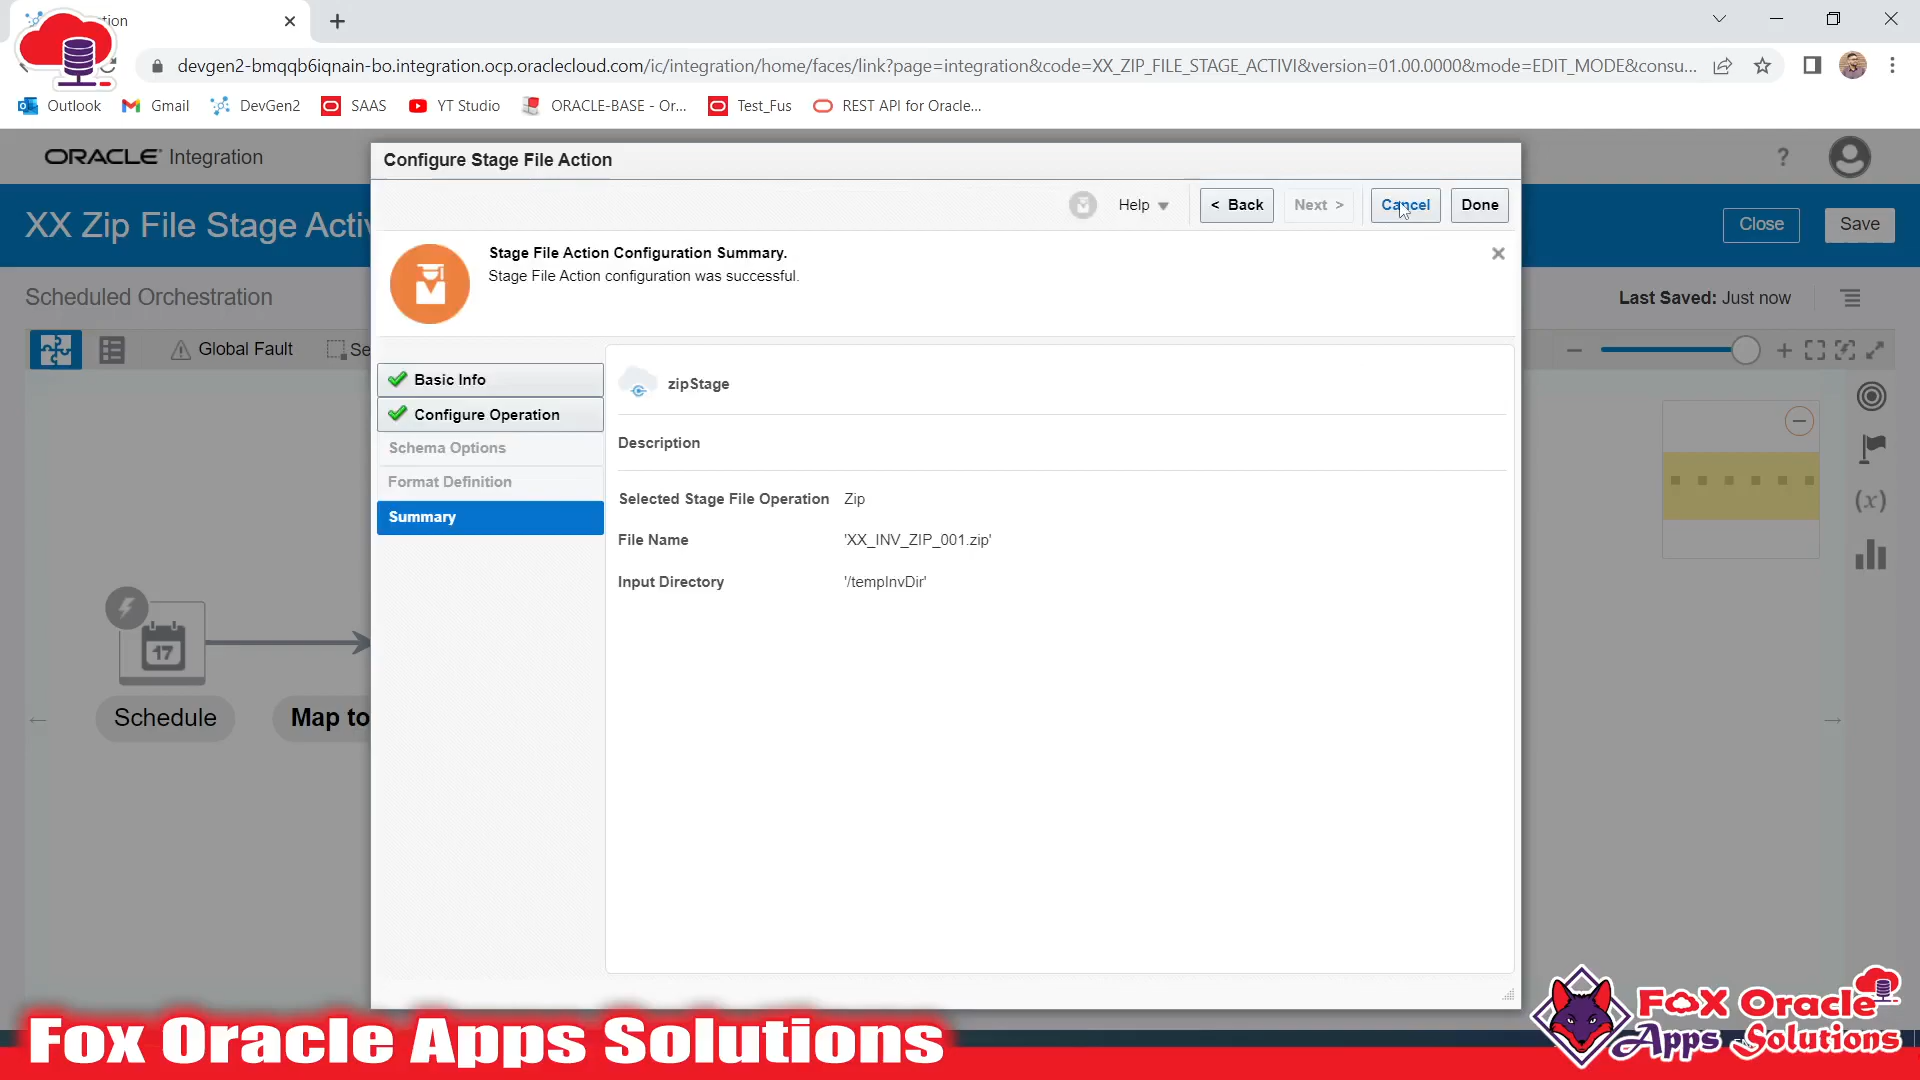 tion
devgen2-bmqqb6iqnain-bo.integration.ocp.oraclecloud.com/ic/integration/home/faces/link?page=integration&code=XX_ZIP_FILE_STAGE_ACTIVI&version=01.00.0000&mode=EDIT_MODE&consu...
Outlook Gmail DevGen2 SAAS YT Studio ORACLE-BASE - Or... Test_Fus REST API for Oracle...
Configure Stage File Action
ORACLE Integration ?
Help < Back Next > Cancel Done
XX Zip File Stage Activ Close Save
Stage File Action Configuration Summary.
Stage File Action configuration was successful.
Scheduled Orchestration Last Saved: Just now
Global Fault Se
Basic Info
zipStage
Configure Operation
Description
Schema Options
Format Definition
Selected Stage File Operation Zip
(x)
Summary
File Name 'XX_INV_ZIP_001.zip'
Input Directory '/tempInvDir'
17
Schedule Map to
Fox Oracle Apps Solutions
Fox Oracle
Apps Solutions